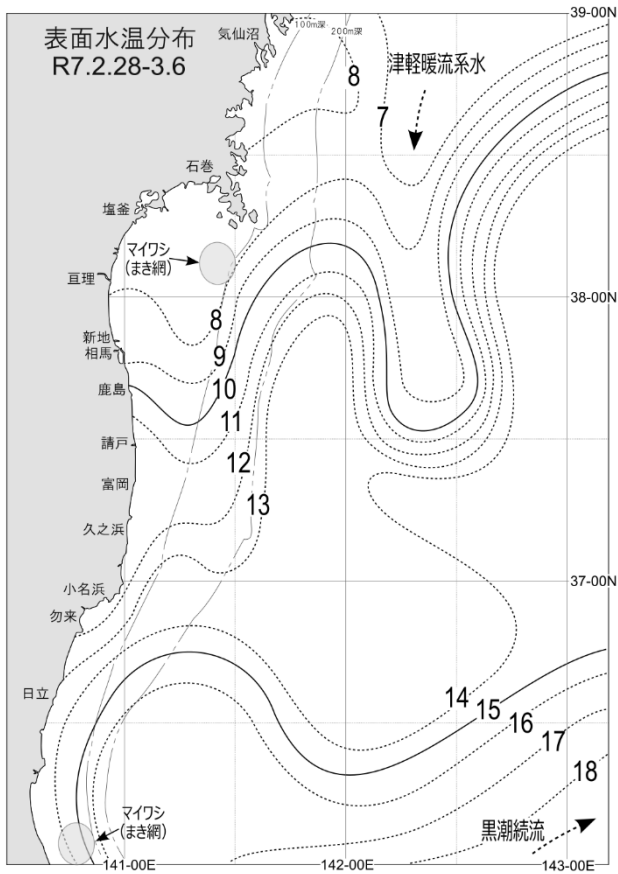 表面水温分布
R7.2.28-3.6
気仙沼
100m深
200m深
39-00N
津軽暖流系水
8
7
石巻
塩釜
マイワシ
(まき網)
亘理
38-00N
8
新地
相馬
9
鹿島
10
11
請戸
12
富岡
13
久之浜
37-00N
小名浜
勿来
日立
14
15
16
17
18
マイワシ
(まき網)
黒潮続流
141-00E
142-00E
143-00E